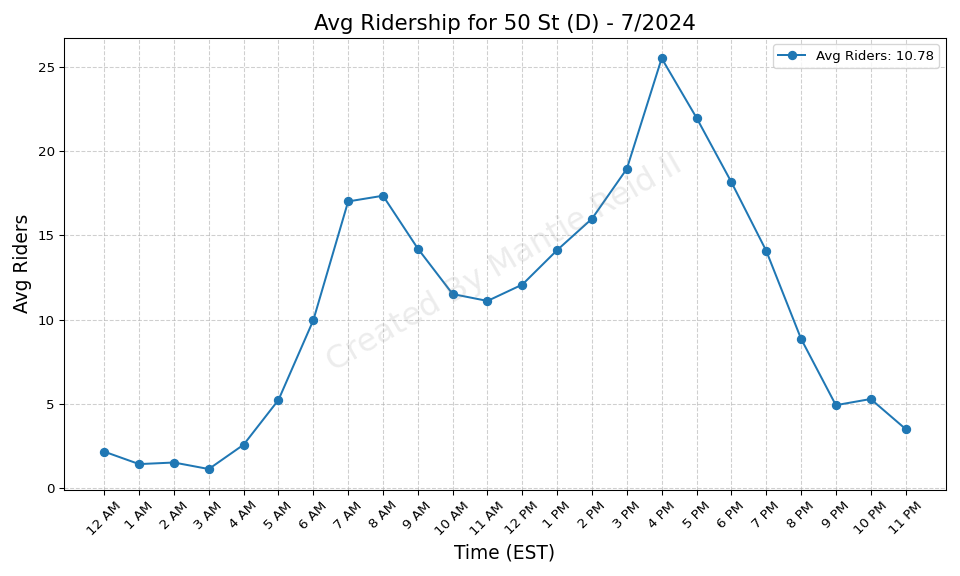 Avg Ridership for 50 St (D) - 7/2024
Avg Riders: 10.78
25
20
15
10
5
0
Avg Riders
Created By Mantie Reid II
12 AM
1 AM
2 AM
3 AM
4 AM
5 AM
6 AM
7 AM
8 AM
9 AM
10 AM
11 AM
12 PM
1 PM
2 PM
3 PM
4 PM
5 PM
6 PM
7 PM
8 PM
9 PM
10 PM
11 PM
Time (EST)